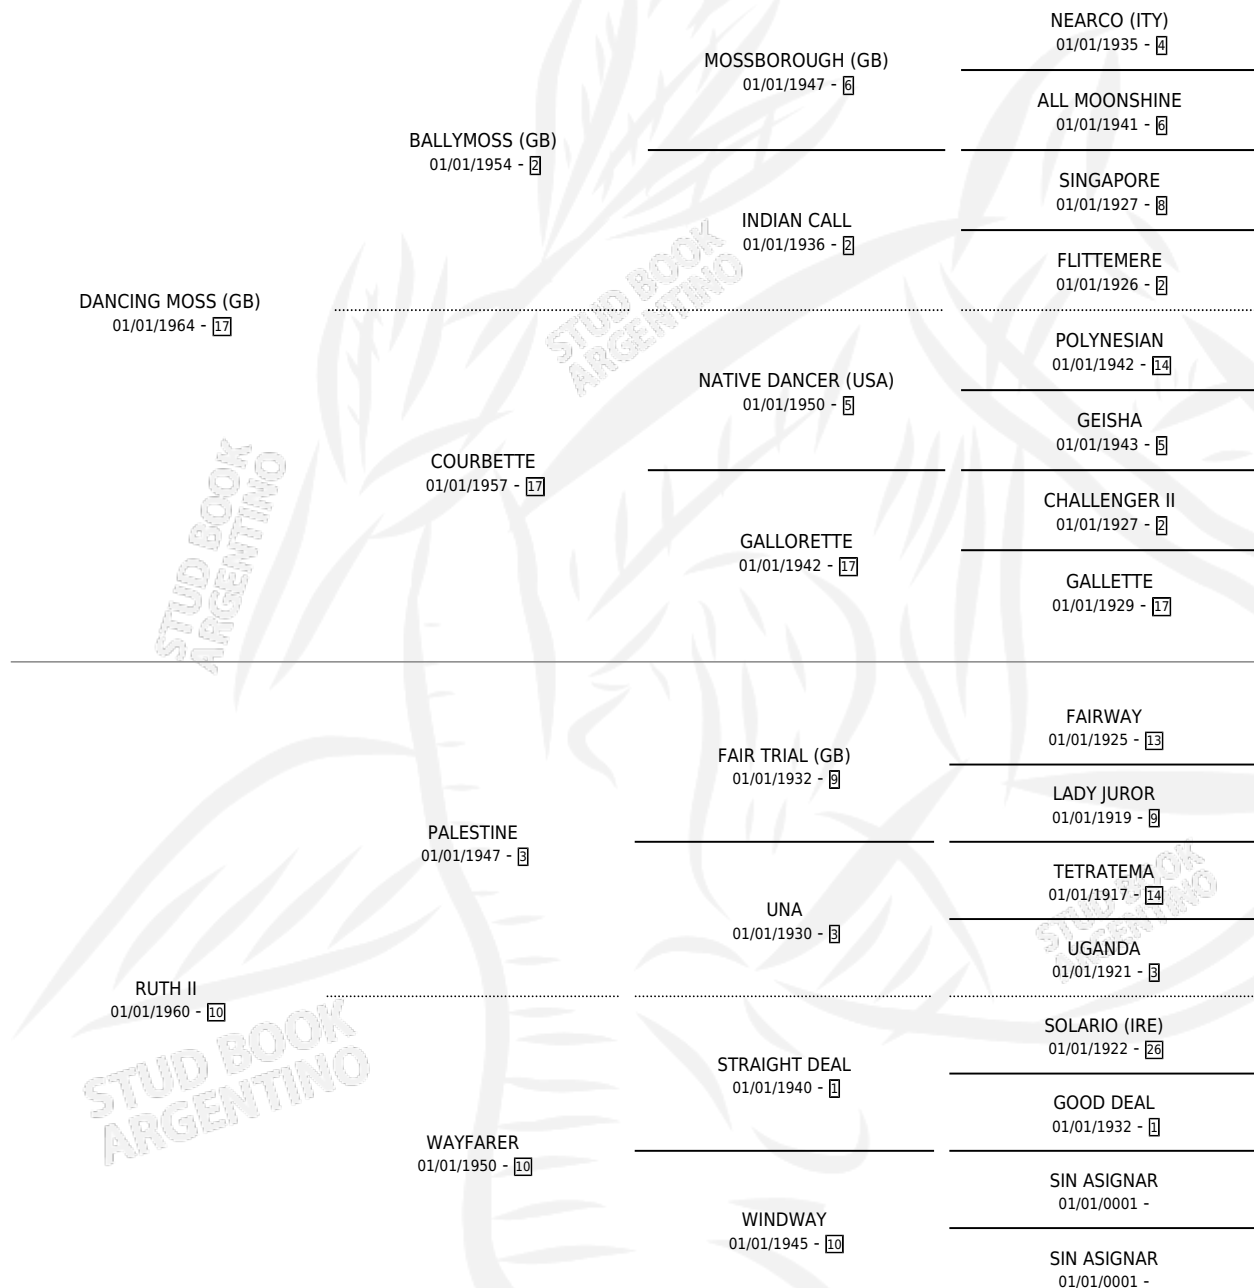 NEARCO (ITY)
01/01/1935 - 4
MOSSBOROUGH (GB)
01/01/1947 - 6
ALL MOONSHINE
01/01/1941 - 6
BALLYMOSS (GB)
01/01/1954 - 2
SINGAPORE
01/01/1927 - 8
INDIAN CALL
01/01/1936 - 2
FLITTEMERE
01/01/1926 - 2
DANCING MOSS (GB)
01/01/1964 - 17
STUD BOOK
ARGENTINO
POLYNESIAN
01/01/1942 - 14
NATIVE DANCER (USA)
01/01/1950 - 5
GEISHA
01/01/1943 - 5
COURBETTE
01/01/1957 - 17
CHALLENGER II
01/01/1927 - 2
GALLORETTE
01/01/1942 - 17
GALLETTE
01/01/1929 - 17
STUD BOOK
ARGENTINO
FAIRWAY
01/01/1925 - 13
FAIR TRIAL (GB)
01/01/1932 - 9
LADY JUROR
01/01/1919 - 9
PALESTINE
01/01/1947 - 3
TETRATEMA
01/01/1917 - 14
UNA
01/01/1930 - 3
UGANDA
01/01/1921 - 3
STUD BOOK
ARGENTINO
RUTH II
01/01/1960 - 10
SOLARIO (IRE)
01/01/1922 - 26
STRAIGHT DEAL
01/01/1940 - 1
GOOD DEAL
01/01/1932 - 1
STUD BOOK
ARGENTINO
WAYFARER
01/01/1950 - 10
SIN ASIGNAR
01/01/0001 -
WINDWAY
01/01/1945 - 10
SIN ASIGNAR
01/01/0001 -